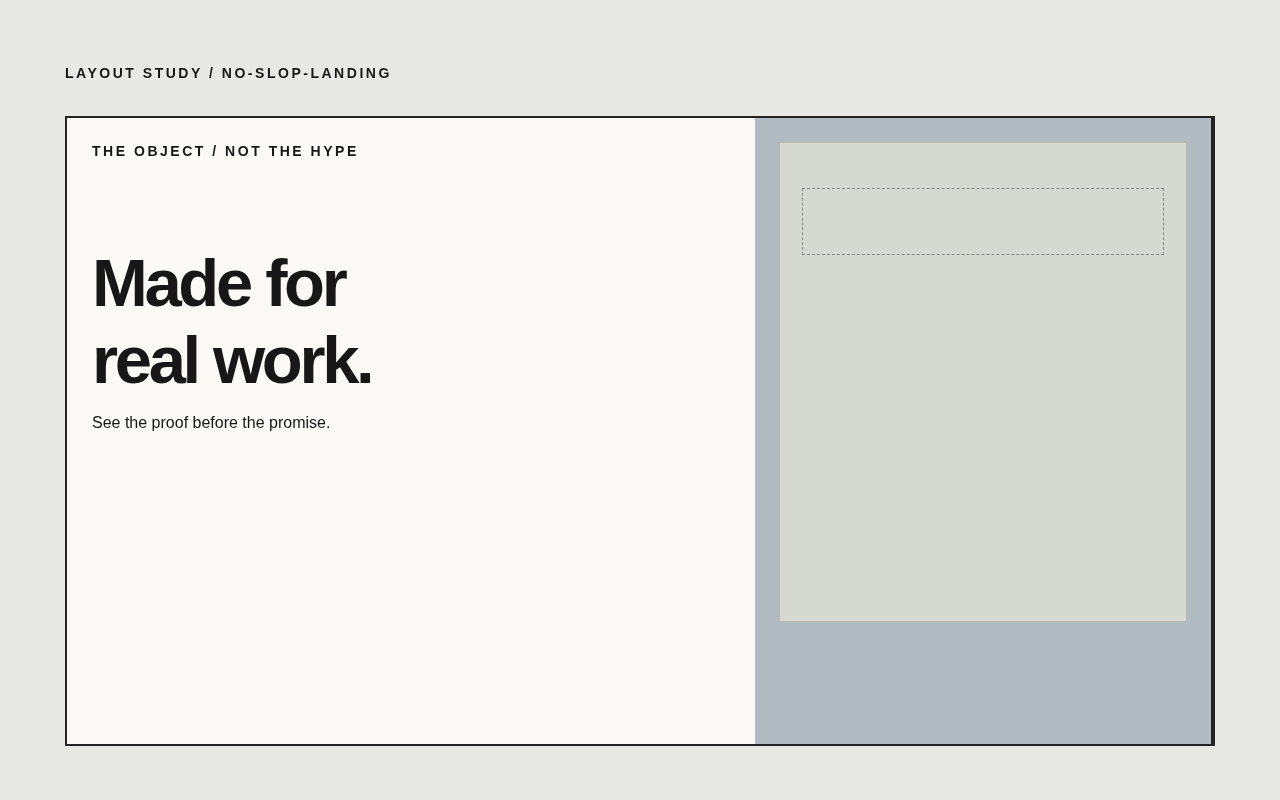 LAYOUT STUDY / NO-SLOP-LANDING
THE OBJECT / NOT THE HYPE
Made for
real work.
See the proof before the promise.